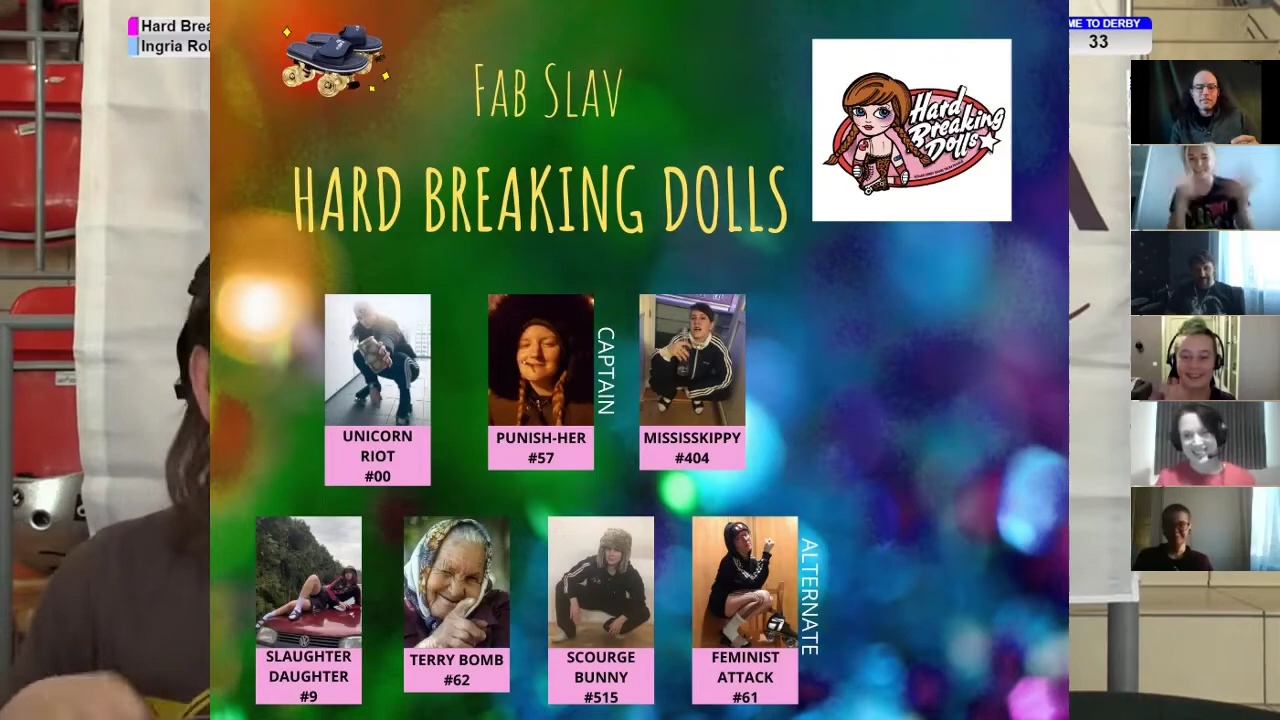 Hard Brea
Ingria Rol
ME TO DERBY
33
FAB SLAV
HARD BREAKING DOLLS
Hard
Breaking
Dolls
CAPTAIN
UNICORN
RIOT
#00
PUNISH-HER
#57
MISSISSKIPPY
#404
ALTERNATE
SLAUGHTER
DAUGHTER
#9
TERRY BOMB
#62
SCOURGE
BUNNY
#515
FEMINIST
ATTACK
#61